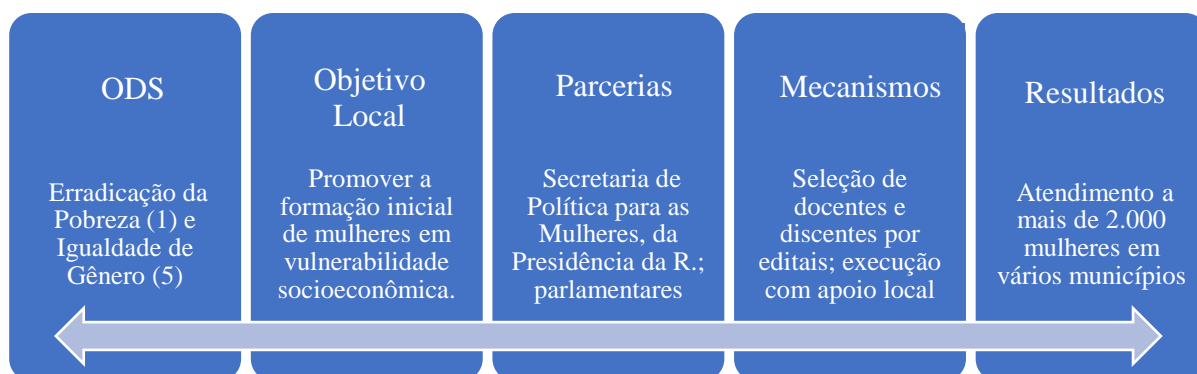 ODS
Erradicação da
Pobreza (1) e
Igualdade de
Gênero (5)
Objetivo
Local
Promover a
formação inicial
de mulheres em
vulnerabilidade
socioeconômica.
Parcerias
Secretaria de
Política para as
Mulheres, da
Presidência da R.;
parlamentares
Mecanismos
Seleção de
docentes e
discentes por
editais; execução
com apoio local
Resultados
Atendimento a
mais de 2.000
mulheres em
vários municípios